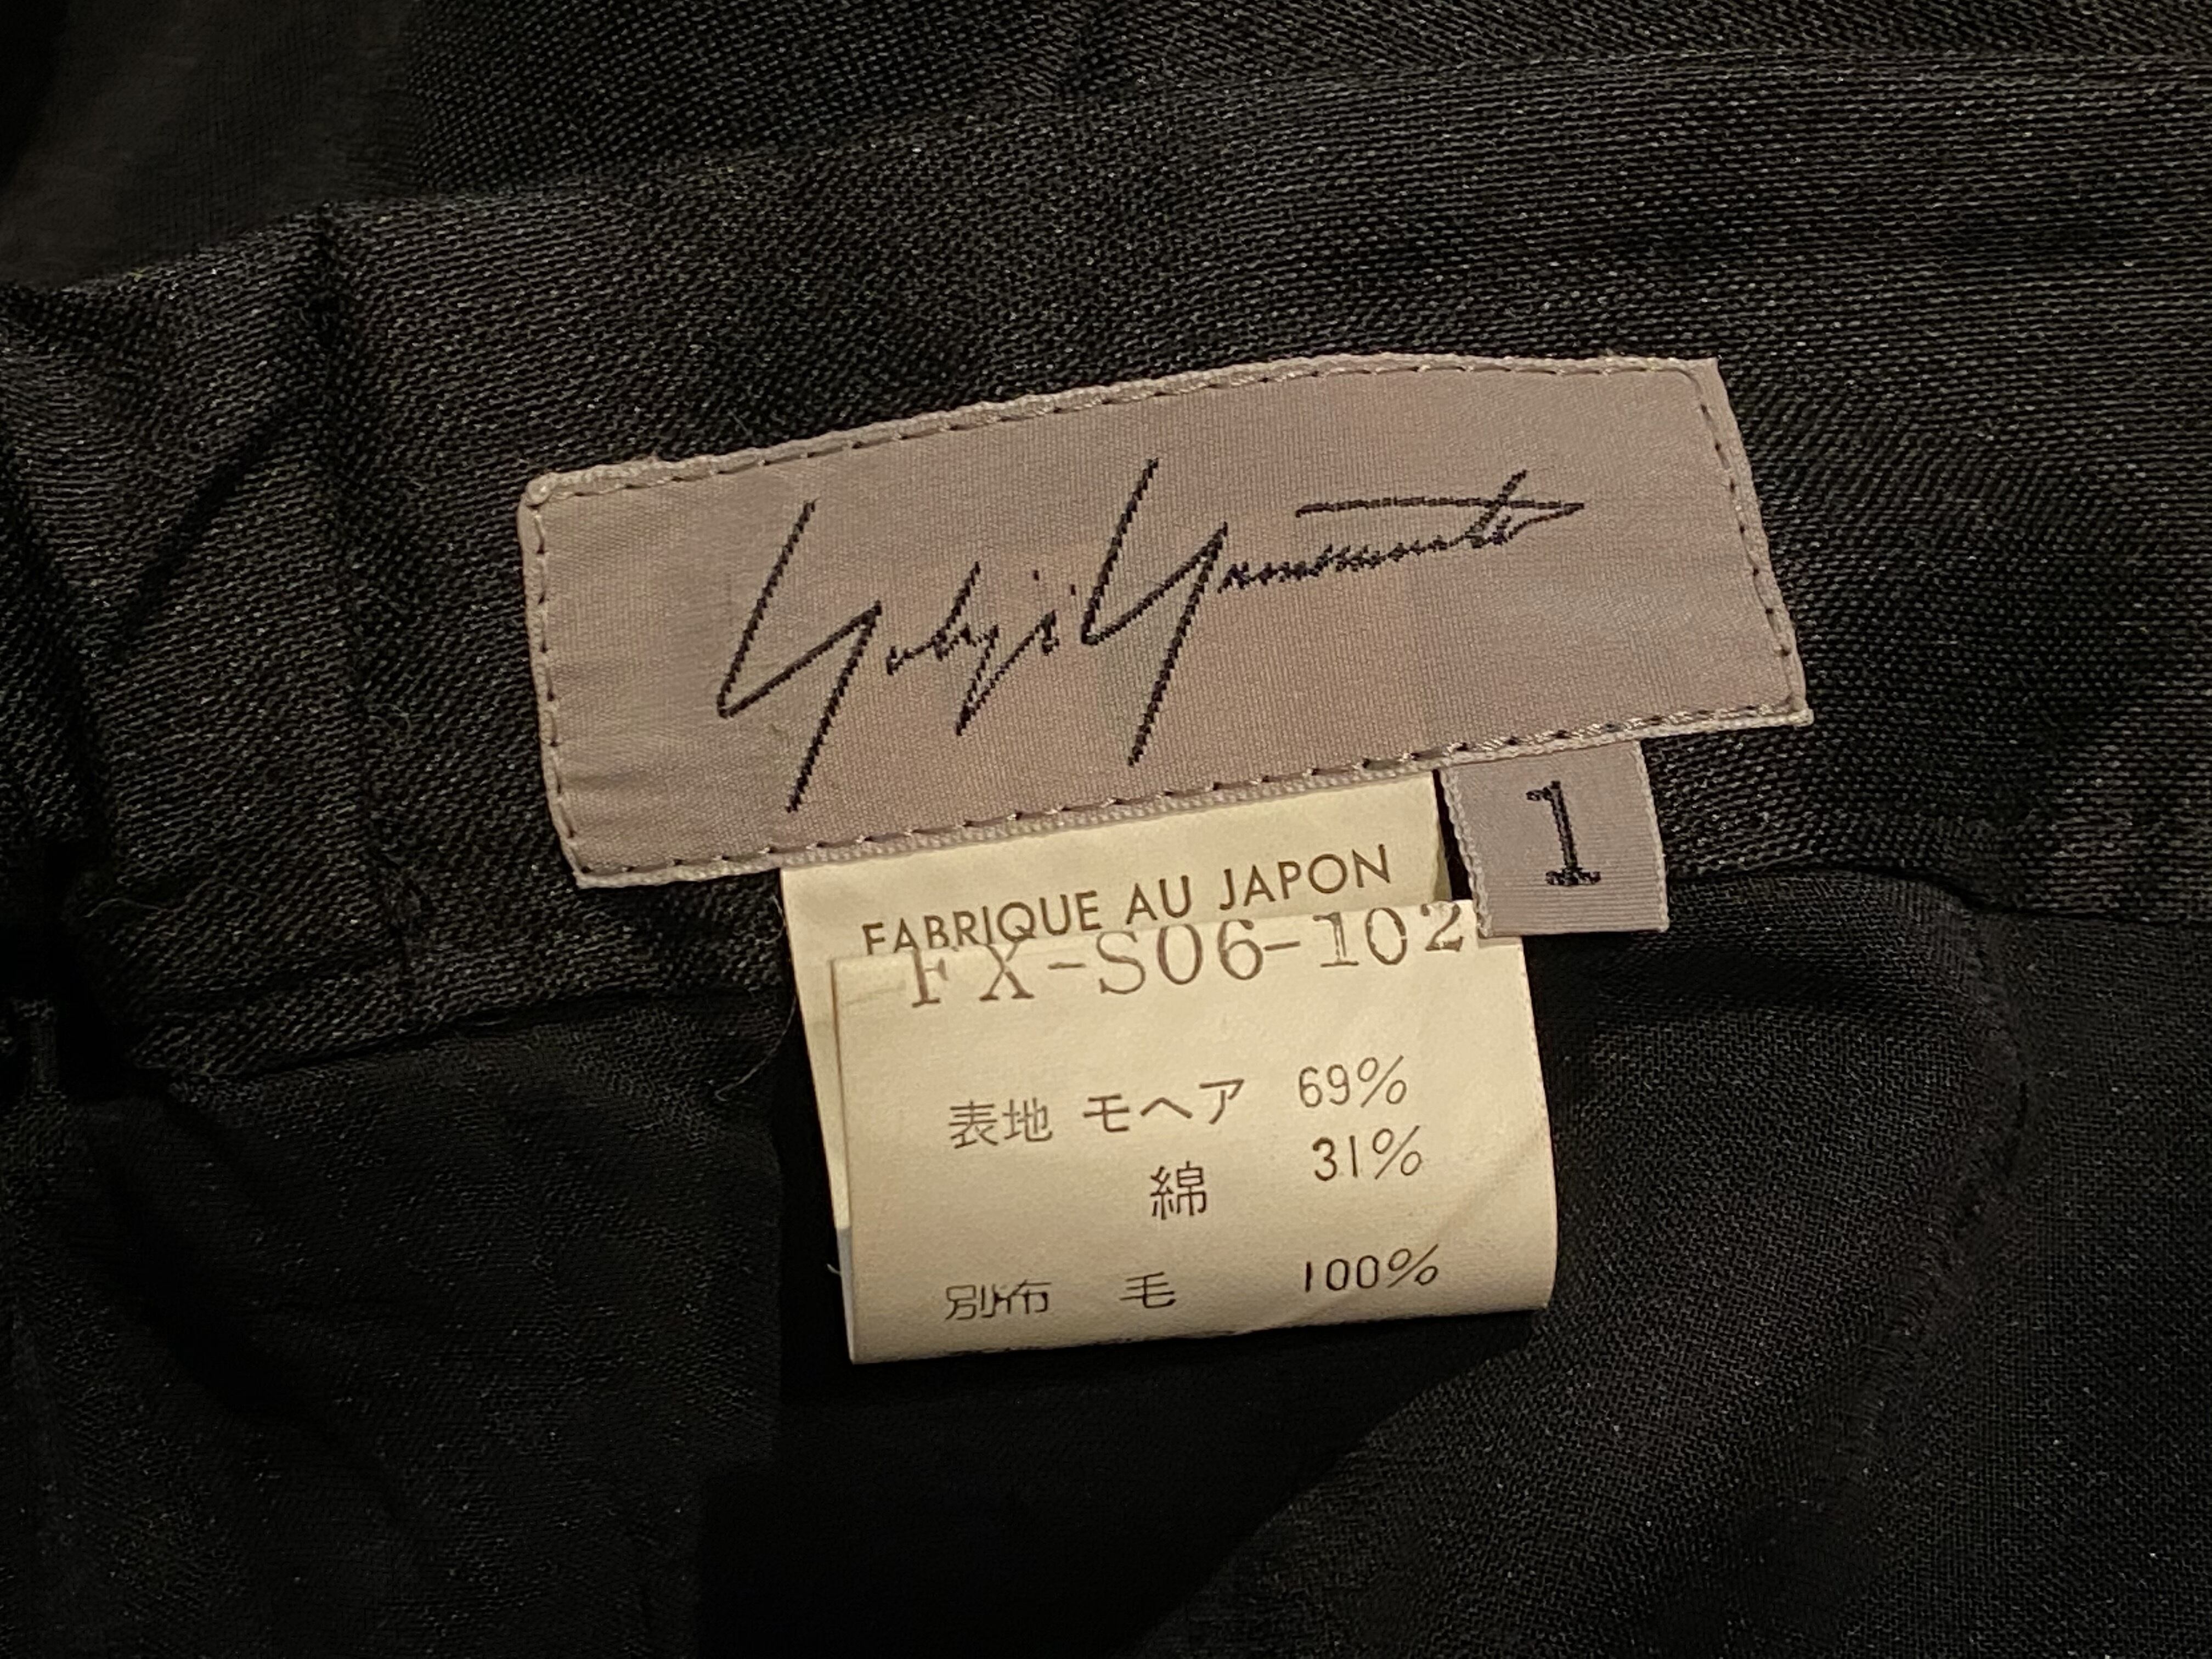 Yohji Yamamoto
1
FABRIQUE AU JAPON
FX-S06-102
表地 モヘア 69%
綿 31%
別布 毛 100%